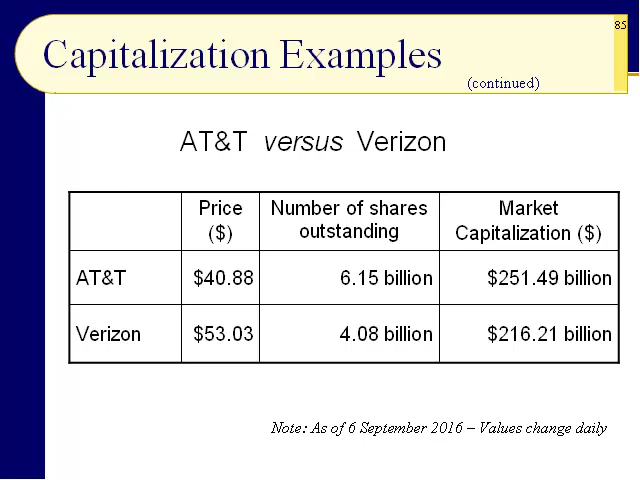 85
Capitalization Examples
(continued)
AT&T versus Verizon
Price
($)
Number of shares
outstanding
Market
Capitalization ($)
AT&T $40.88 6.15 billion $251.49 billion
Verizon $53.03 4.08 billion $216.21 billion
Note: As of 6 September 2016 – Values change daily